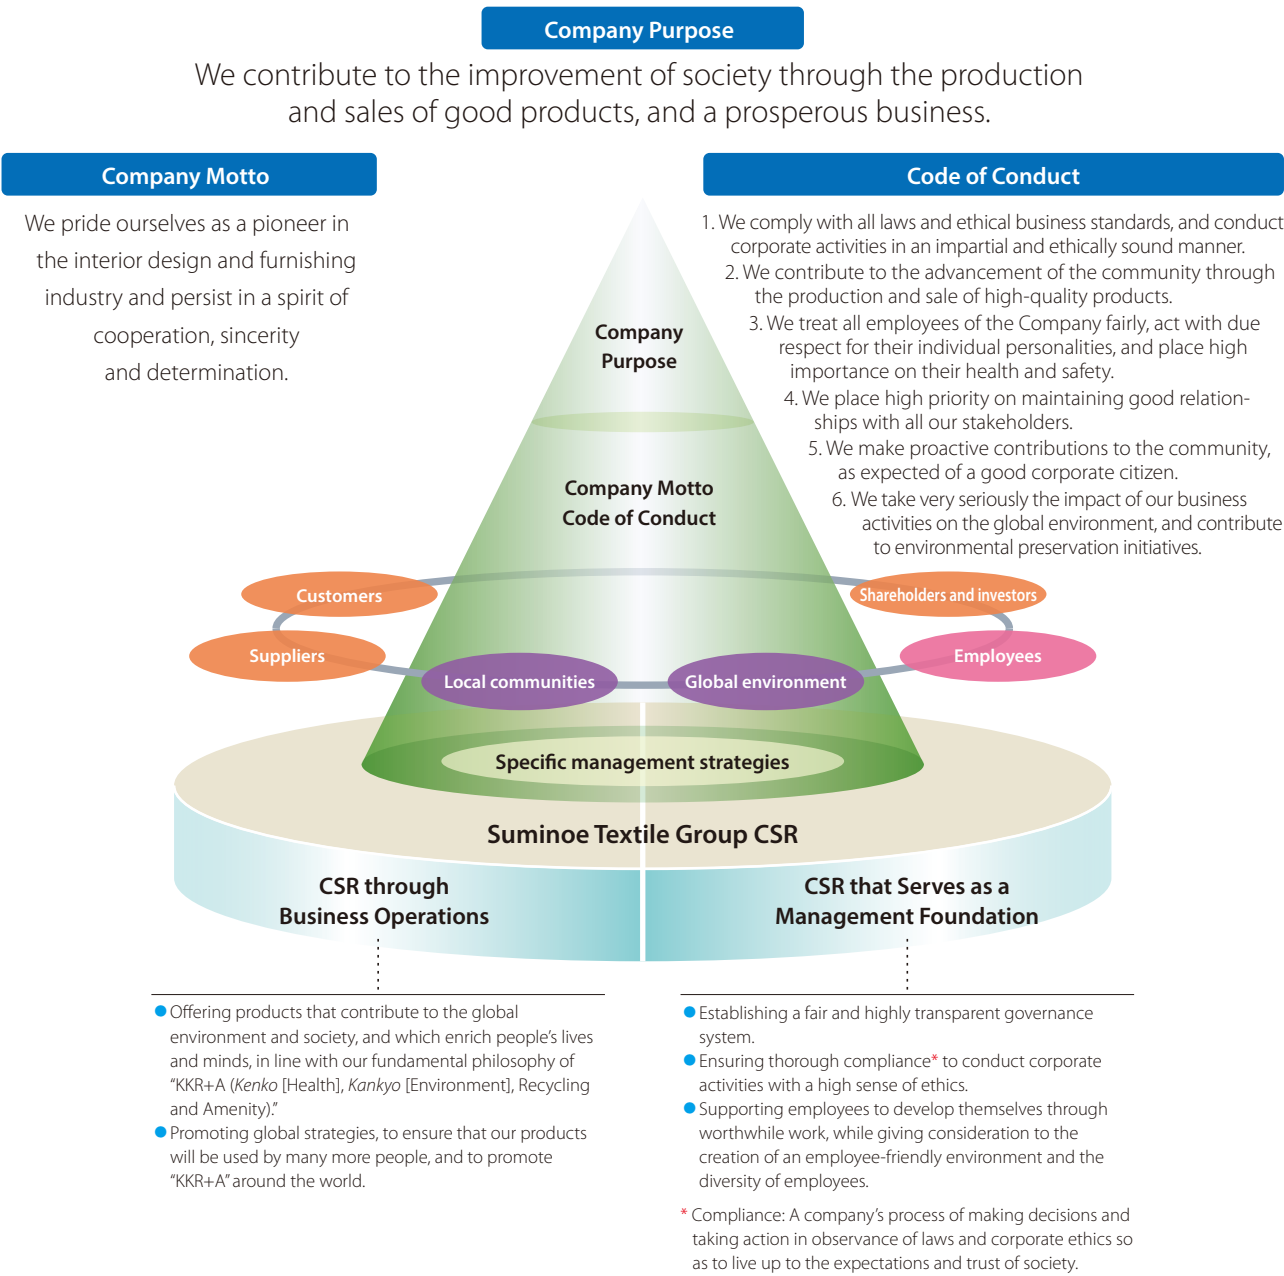 Company Purpose
We contribute to the improvement of society through the production
and sales of good products, and a prosperous business.
Company Motto
We pride ourselves as a pioneer in
the interior design and furnishing
industry and persist in a spirit of
cooperation, sincerity
and determination.
Code of Conduct
1. We comply with all laws and ethical business standards, and conduct
corporate activities in an impartial and ethically sound manner.
2. We contribute to the advancement of the community through
the production and sale of high-quality products.
3. We treat all employees of the Company fairly, act with due
respect for their individual personalities, and place high
importance on their health and safety.
4. We place high priority on maintaining good relation-
ships with all our stakeholders.
5. We make proactive contributions to the community,
as expected of a good corporate citizen.
6. We take very seriously the impact of our business
activities on the global environment, and contribute
to environmental preservation initiatives.
Company
Purpose
Company Motto
Code of Conduct
Customers
Shareholders and investors
Suppliers
Employees
Local communities
Global environment
Specific management strategies
Suminoe Textile Group CSR
CSR through
Business Operations
CSR that Serves as a
Management Foundation
● Offering products that contribute to the global
environment and society, and which enrich people's lives
and minds, in line with our fundamental philosophy of
“KKR+A (Kenko [Health], Kankyo [Environment], Recycling
and Amenity).”
● Promoting global strategies, to ensure that our products
will be used by many more people, and to promote
“KKR+A” around the world.
● Establishing a fair and highly transparent governance
system.
● Ensuring thorough compliance* to conduct corporate
activities with a high sense of ethics.
● Supporting employees to develop themselves through
worthwhile work, while giving consideration to the
creation of an employee-friendly environment and the
diversity of employees.
* Compliance: A company's process of making decisions and
taking action in observance of laws and corporate ethics so
as to live up to the expectations and trust of society.